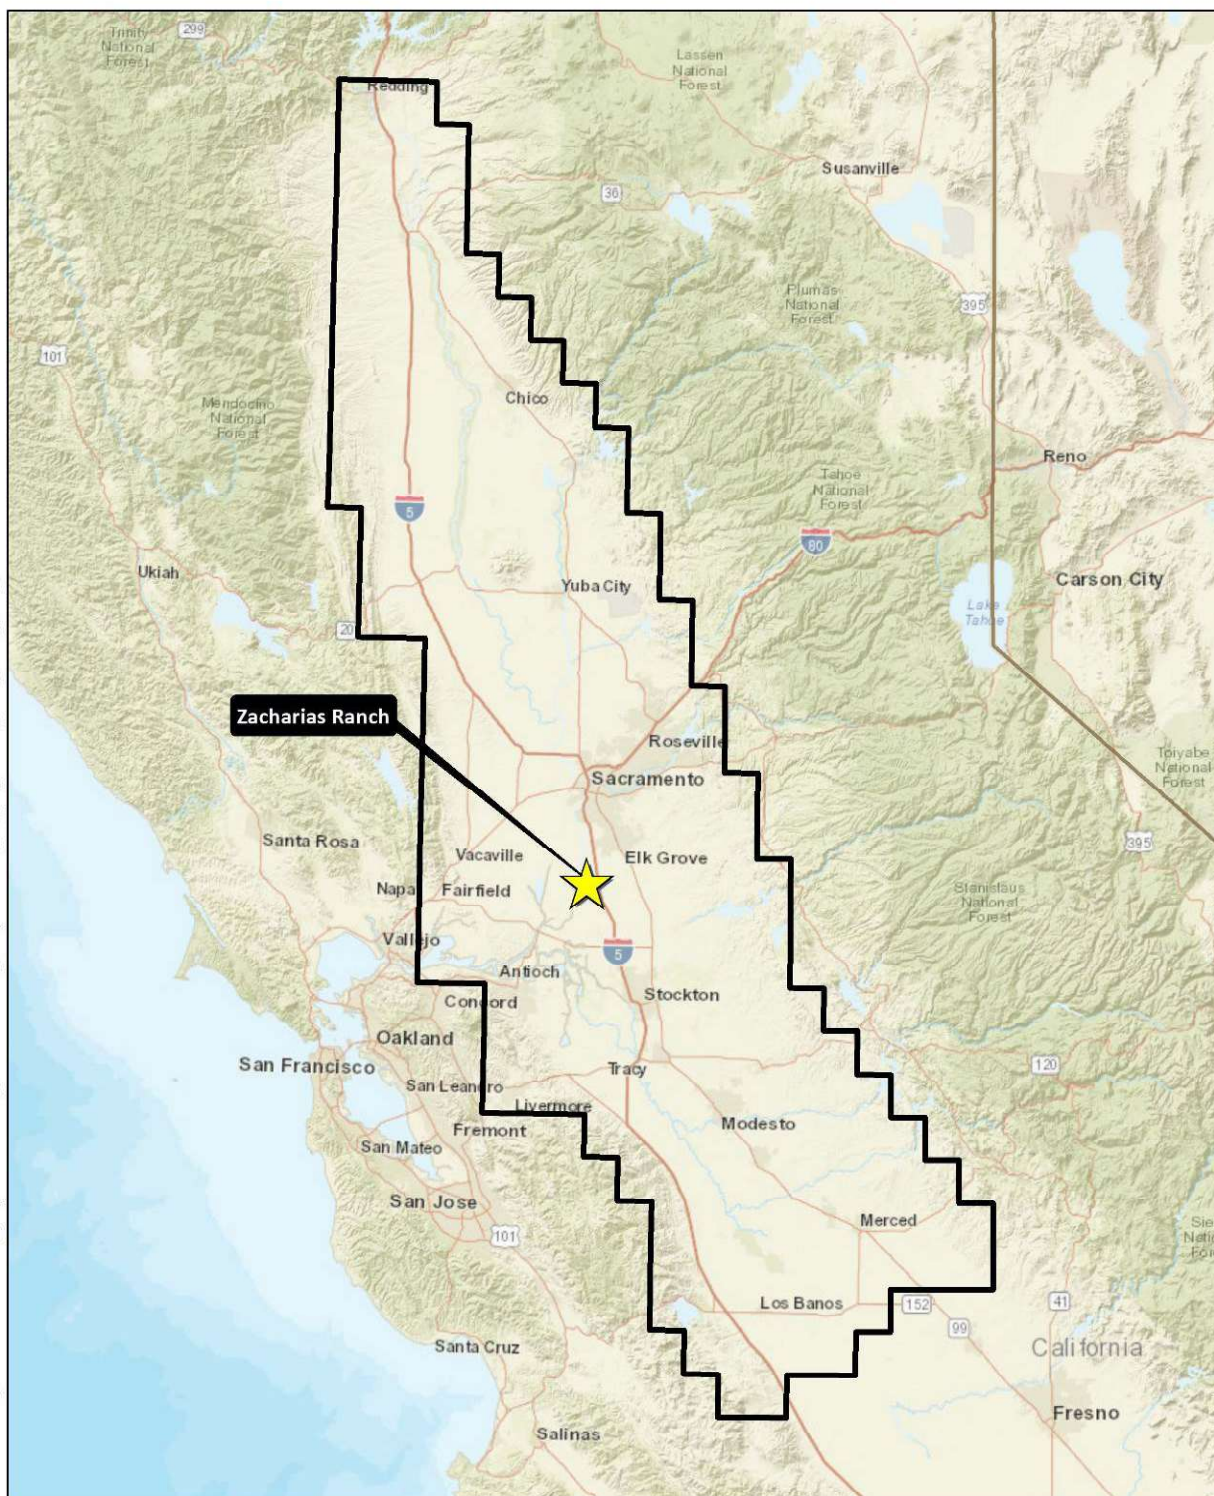 Trinity
National
Forest
299
Lassen
National
Forest
Redding
Susanville
36
Plumas
National
Forest
395
101
Chico
Mendocino
National
Forest
Reno
Tahoe
National
Forest
5
80
Ukiah
Yuba City
Carson City
Lake
Tahoe
20
Zacharias Ranch
Roseville
Toiyabe
National
Forest
Sacramento
Santa Rosa
395
Vacaville
Elk Grove
Napa
Fairfield
Stanislaus
National
Forest
Vallejo
5
Antioch
Stockton
Concord
Oakland
San Francisco
Tracy
120
San Leandro
Livermore
Modesto
Fremont
San Mateo
San Jose
Merced
101
Los Banos
152
41
99
Santa Cruz
California
Fresno
Salinas